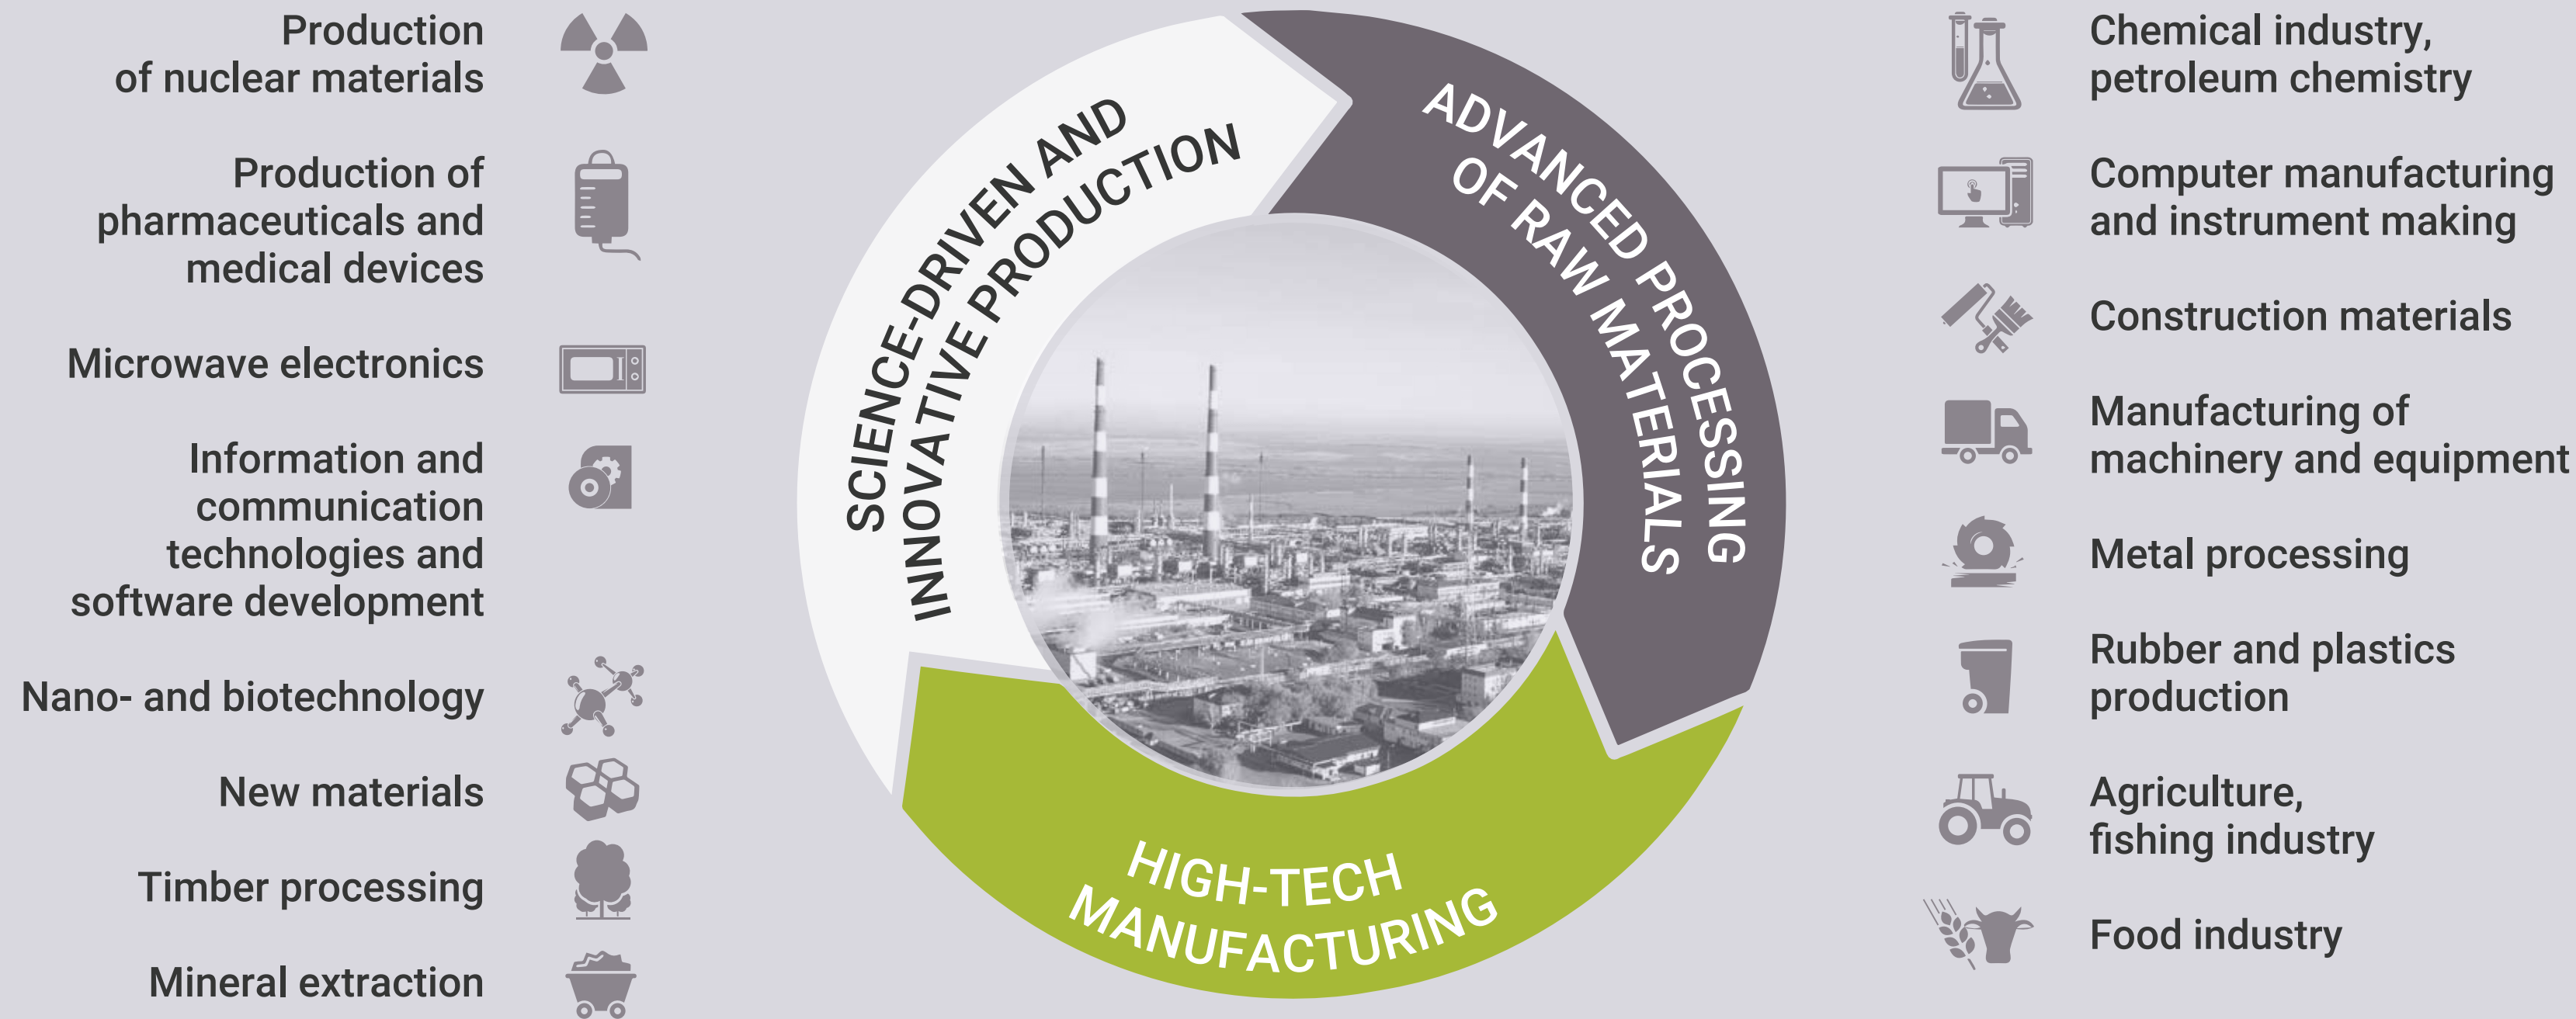 Production
of nuclear materials
Production of
pharmaceuticals and
medical devices
Microwave electronics
Information and
communication
technologies and
software development
Nano- and biotechnology
New materials
Timber processing
Mineral extraction
SCIENCE-DRIVEN AND
INNOVATIVE PRODUCTION
ADVANCED PROCESSING
OF RAW MATERIALS
HIGH-TECH
MANUFACTURING
Chemical industry,
petroleum chemistry
Computer manufacturing
and instrument making
Construction materials
Manufacturing of
machinery and equipment
Metal processing
Rubber and plastics
production
Agriculture,
fishing industry
Food industry